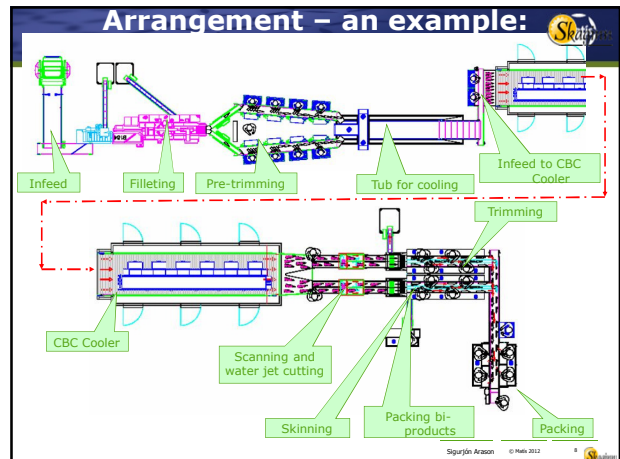 Arrangement – an example:
Skaginn
Infeed
Filleting
Pre-trimming
Tub for cooling
Infeed to CBC
Cooler
Trimming
CBC Cooler
Scanning and
water jet cutting
Skinning
Packing bi-
products
Packing
Sigurjón Arason © Matís 2012 8